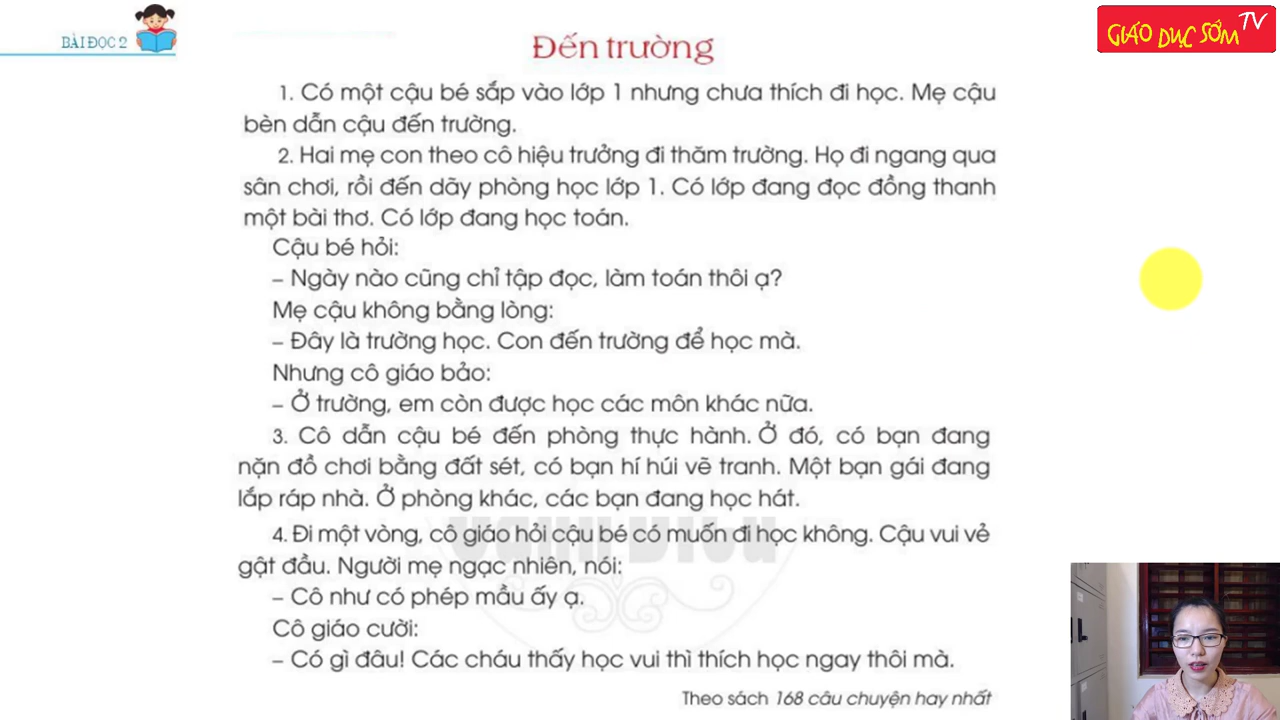 BÀI ĐỌC 2
GIÁO DỤC SỚM TV
Đến trường
1. Có một cậu bé sắp vào lớp 1 nhưng chưa thích đi học. Mẹ cậu
bèn dẫn cậu đến trường.
2. Hai mẹ con theo cô hiệu trưởng đi thăm trường. Họ đi ngang qua
sân chơi, rồi đến dãy phòng học lớp 1. Có lớp đang đọc đồng thanh
một bài thơ. Có lớp đang học toán.
Cậu bé hỏi:
– Ngày nào cũng chỉ tập đọc, làm toán thôi ạ?
Mẹ cậu không bằng lòng:
– Đây là trường học. Con đến trường để học mà.
Nhưng cô giáo bảo:
– Ở trường, em còn được học các môn khác nữa.
3. Cô dẫn cậu bé đến phòng thực hành. Ở đó, có bạn đang
nặn đồ chơi bằng đất sét, có bạn hí húi vẽ tranh. Một bạn gái đang
lắp ráp nhà. Ở phòng khác, các bạn đang học hát.
4. Đi một vòng, cô giáo hỏi cậu bé có muốn đi học không. Cậu vui vẻ
gật đầu. Người mẹ ngạc nhiên, nói:
– Cô như có phép mầu ấy ạ.
Cô giáo cười:
– Có gì đâu! Các cháu thấy học vui thì thích học ngay thôi mà.
Theo sách 168 câu chuyện hay nhất